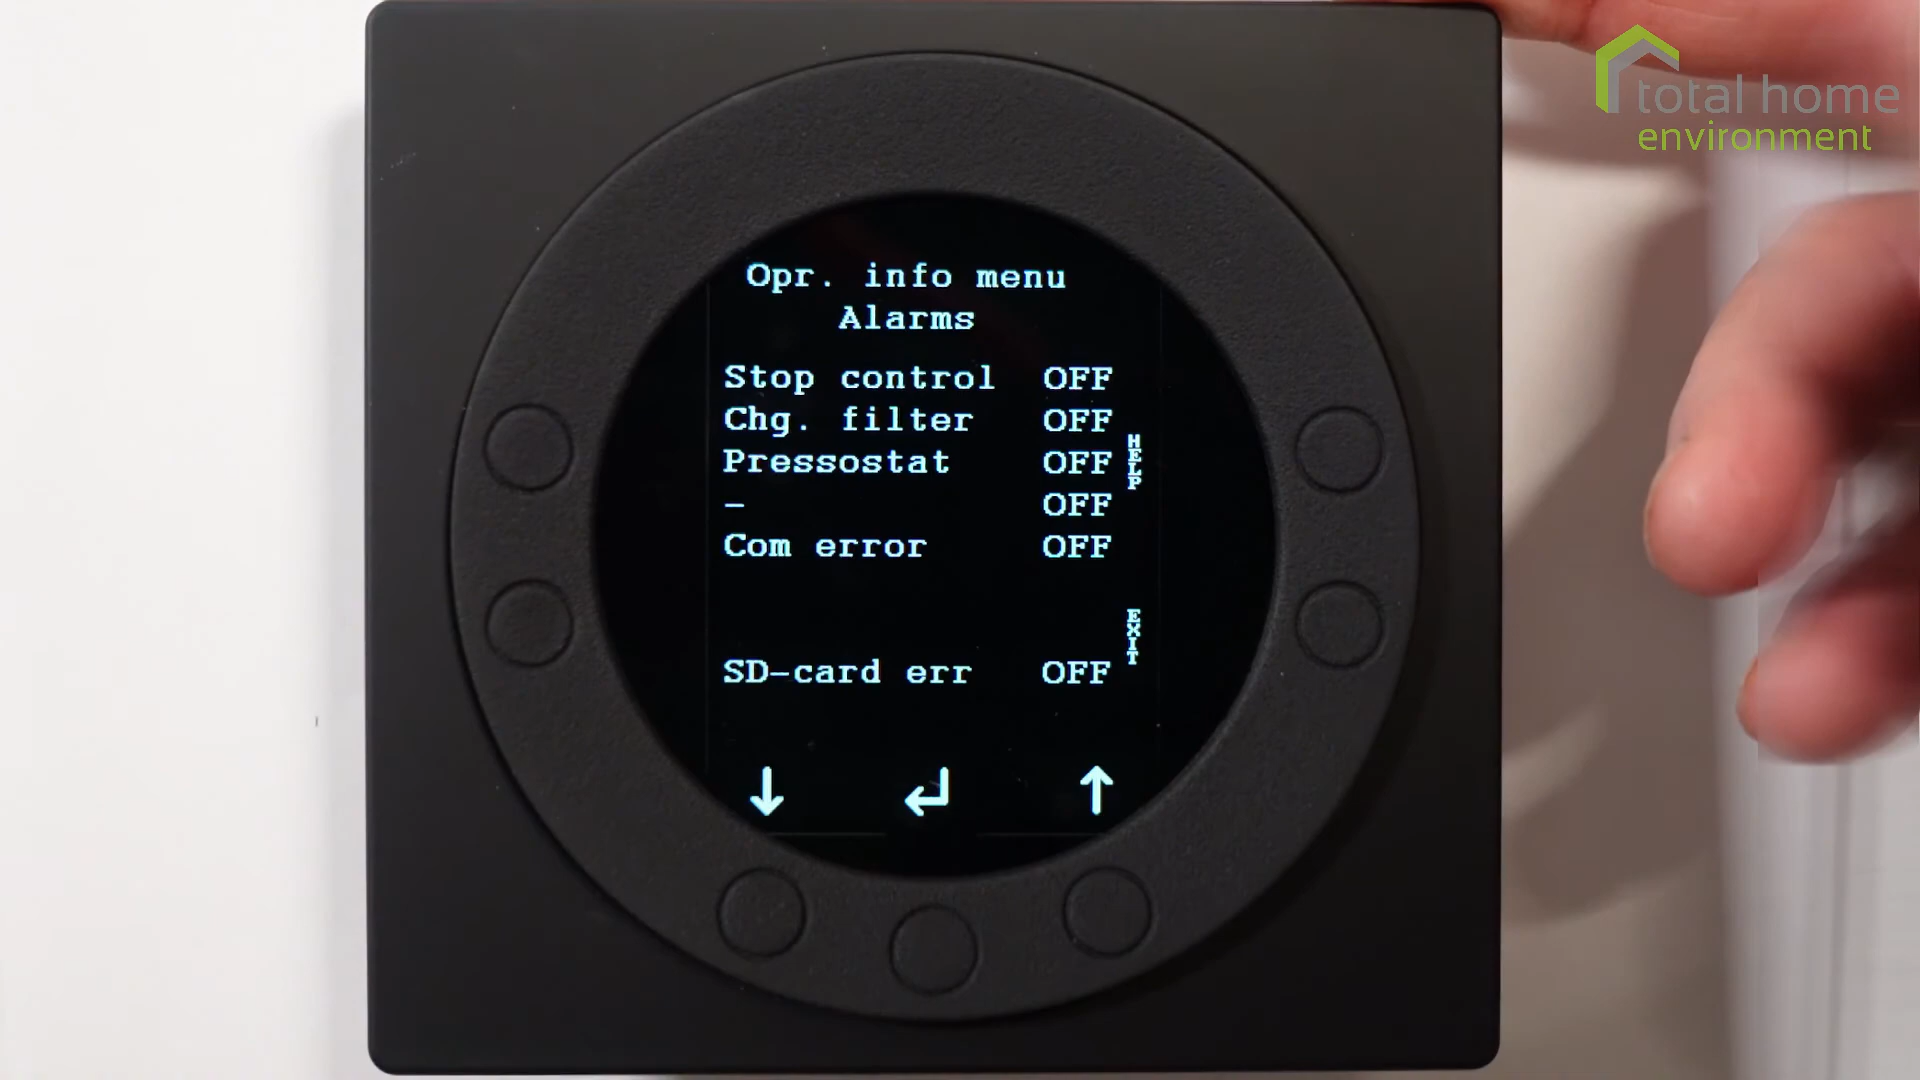 total home
environment
Opr. info menu
Alarms
Stop control OFF
Chg. filter OFF
Pressostat OFF
– OFF
Com error OFF
HELP
EXIT
SD–card err OFF